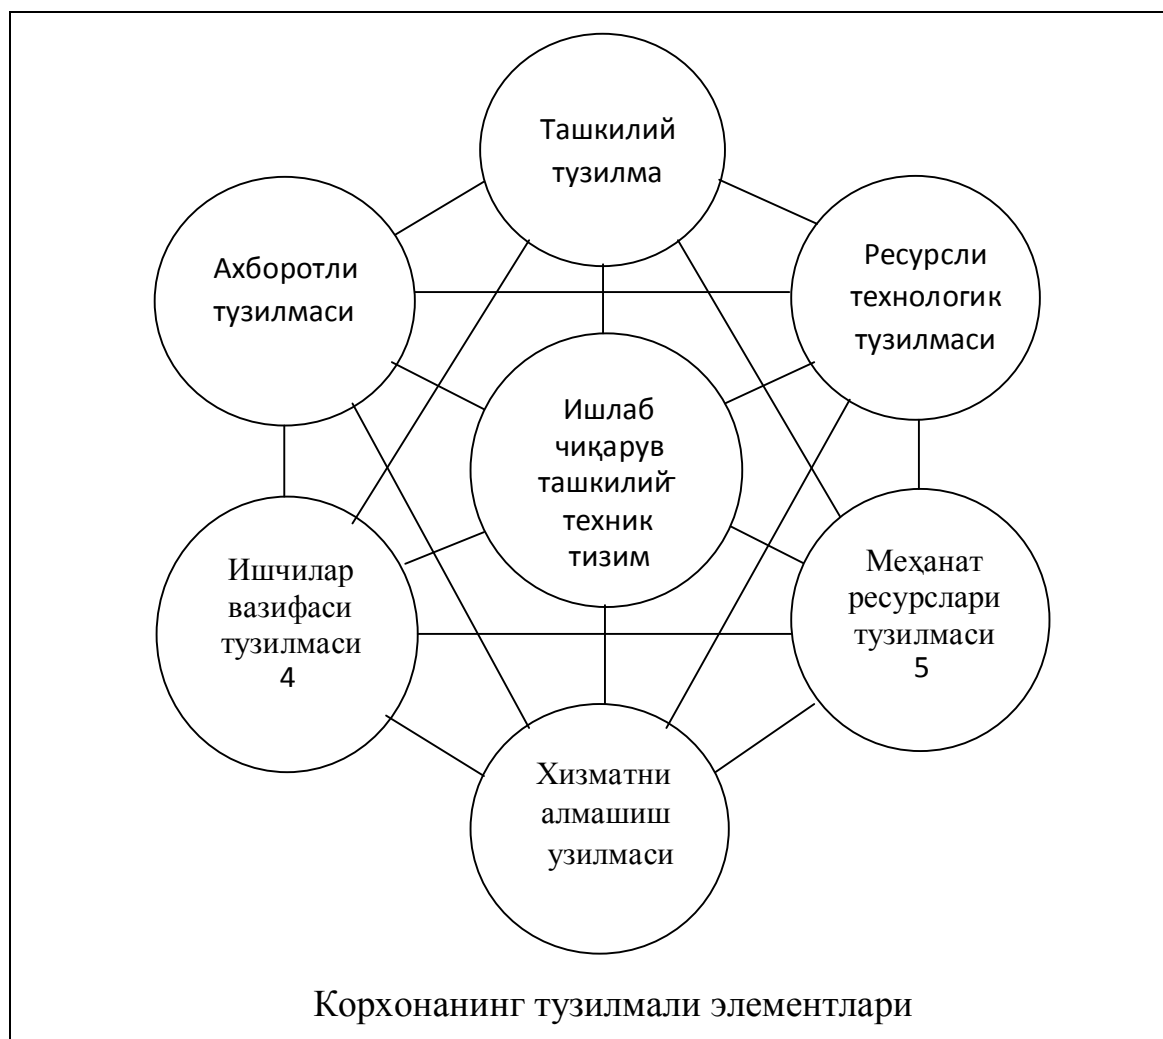 Ташкилий
тузилма
Ахборотли
тузилмаси
Ресурсли
технологик
тузилмаси
Ишлаб
чиқарув
ташкилий-
техник
тизим
Ишчилар
вазифаси
тузилмаси
4
Меҳанат
ресурслари
тузилмаси
5
Хизматни
алмашиш
узилмаси
Корхонанинг тузилмали элементлари